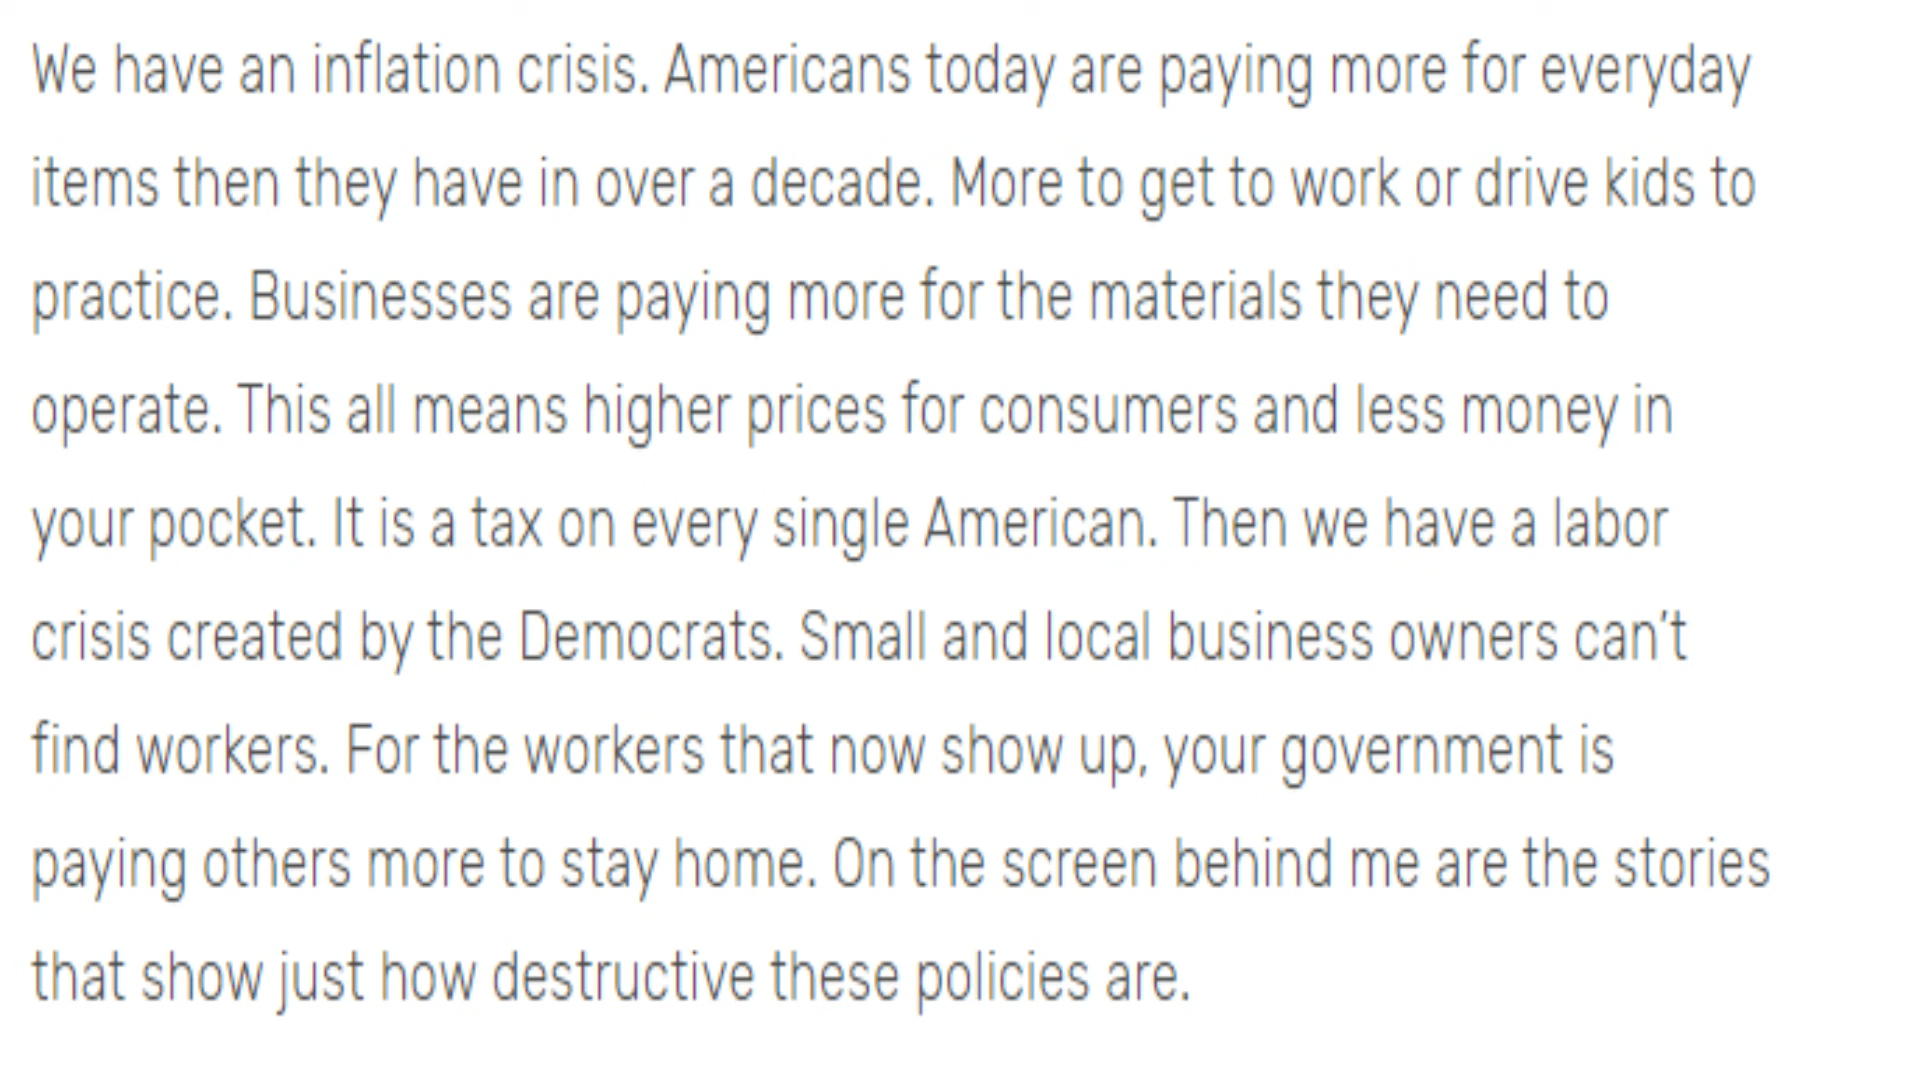 We have an inflation crisis. Americans today are paying more for everyday
items then they have in over a decade. More to get to work or drive kids to
practice. Businesses are paying more for the materials they need to
operate. This all means higher prices for consumers and less money in
your pocket. It is a tax on every single American. Then we have a labor
crisis created by the Democrats. Small and local business owners can’t
find workers. For the workers that now show up, your government is
paying others more to stay home. On the screen behind me are the stories
that show just how destructive these policies are.